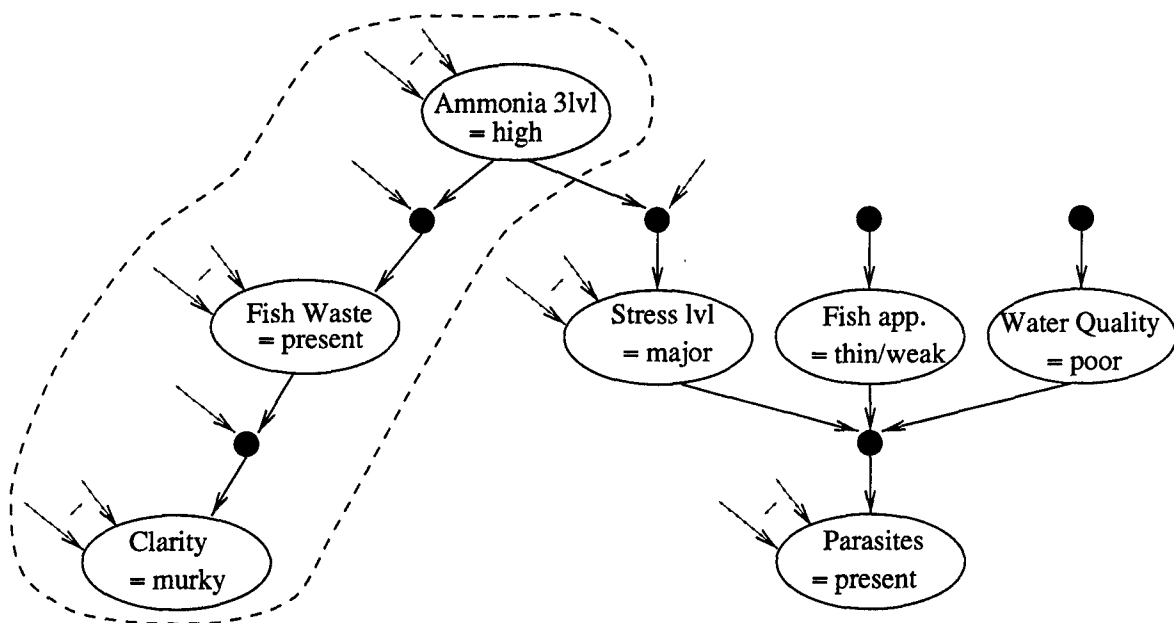 Ammonia 3lvl
= high
Fish Waste
= present
Stress lvl
= major
Fish app.
= thin/weak
Water Quality
= poor
Clarity
= murky
Parasites
= present